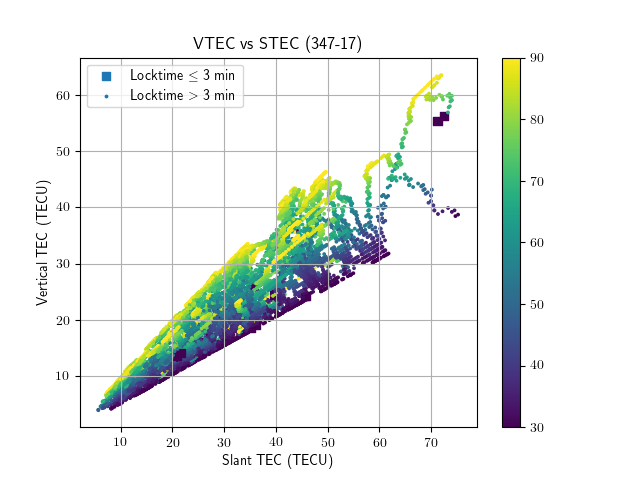 VTEC vs STEC (347-17)
Locktime ≤ 3 min
Locktime > 3 min
Vertical TEC (TECU)
60
50
40
30
20
10
10 20 30 40 50 60 70
Slant TEC (TECU)
90
80
70
60
50
40
30